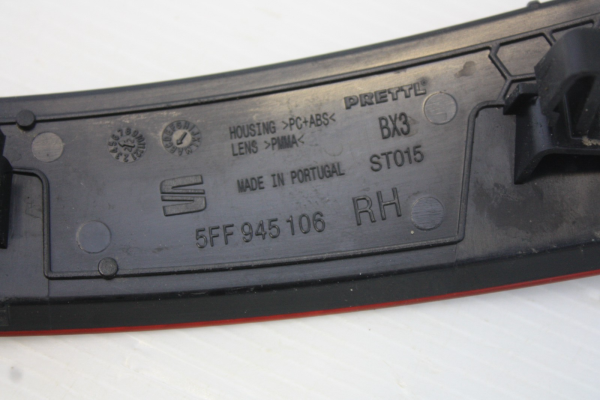 PRETTL
HOUSING >PC+ABS< BX3
LENS >PMMA<
MADE IN PORTUGAL ST015
5FF 945 106 RH